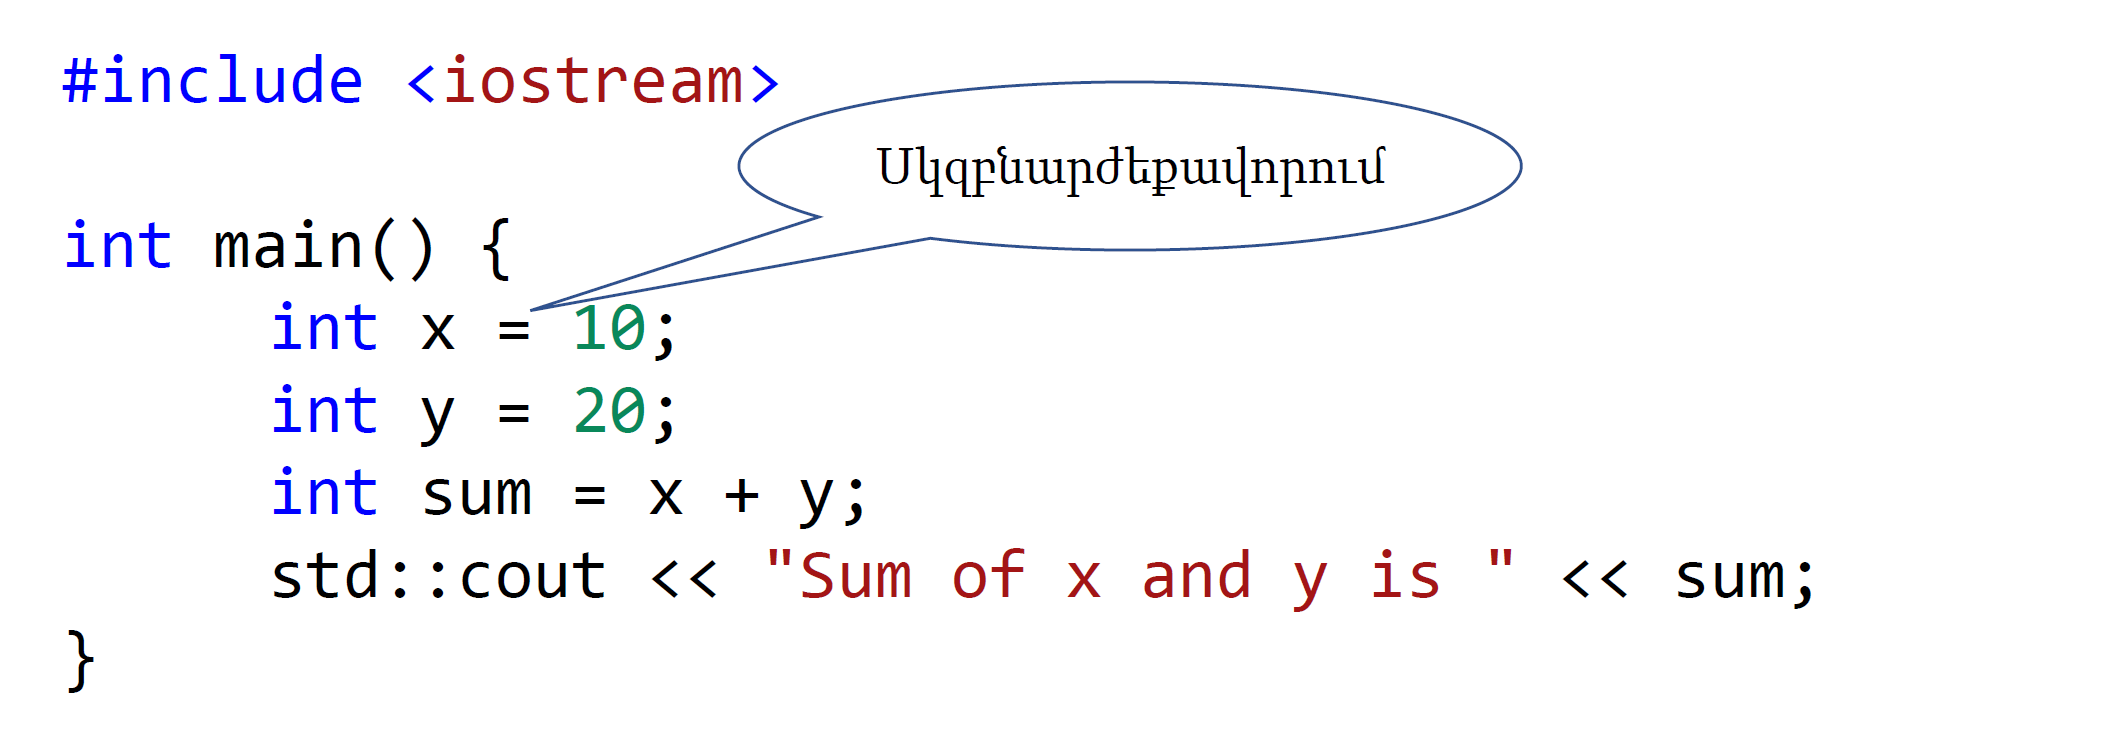 #include <iostream>
Սկզբնարժեքավորում
int main() {
int x = 10;
int y = 20;
int sum = x + y;
std::cout << "Sum of x and y is " << sum;
}